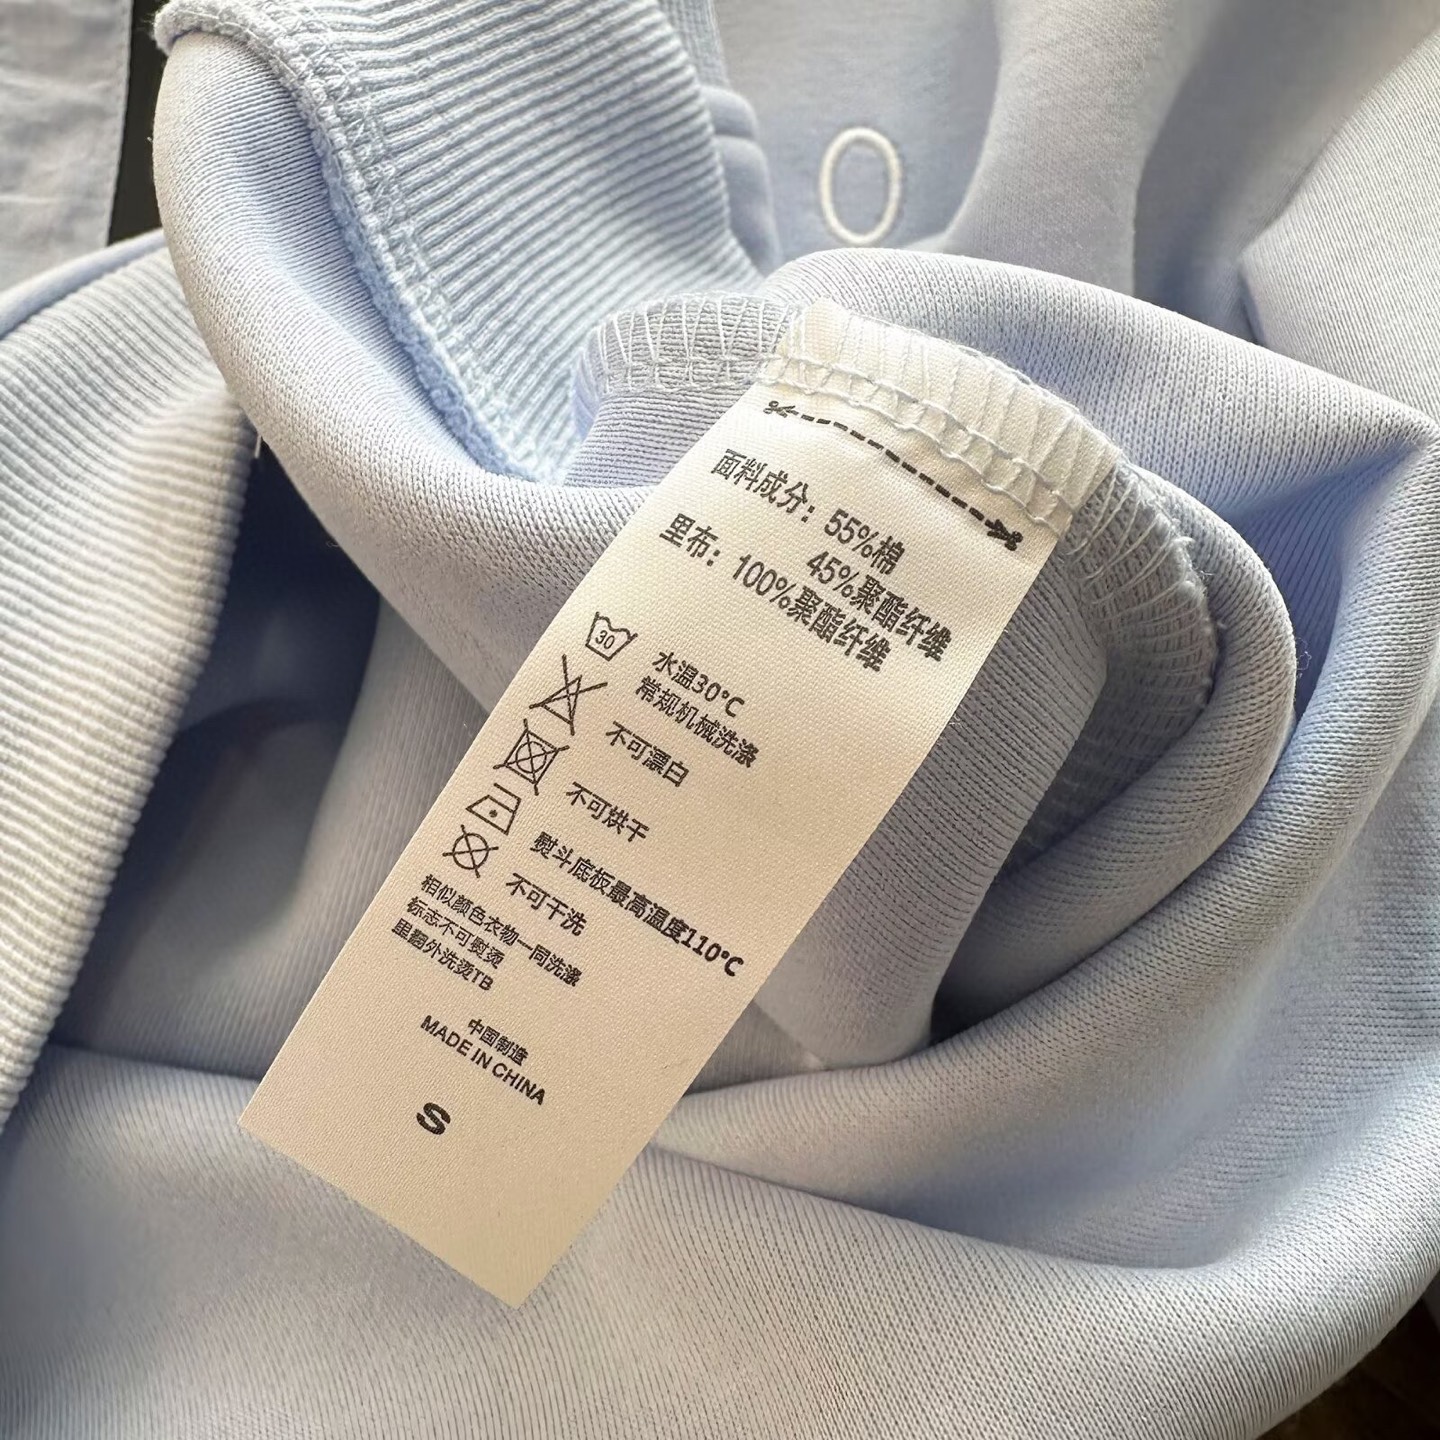 O
面料成分：55%棉
45%聚酯纤维
里布：100%聚酯纤维
30
水温30°C
常规机械洗涤
不可漂白
不可烘干
熨斗底板最高温度110°C
不可干洗
相似颜色衣物一同洗涤
标志不可熨烫
里翻外洗烫TB
中国制造
MADE IN CHINA
S